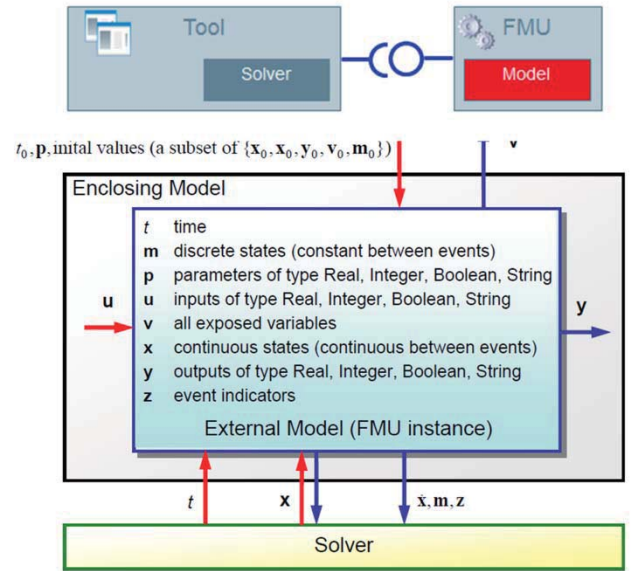 Tool
FMU
Solver
Model
t₀, p, inital values (a subset of {x₀, x₀, y₀, v₀, m₀})
v
Enclosing Model
t time
m discrete states (constant between events)
p parameters of type Real, Integer, Boolean, String
u inputs of type Real, Integer, Boolean, String
v all exposed variables
x continuous states (continuous between events)
y outputs of type Real, Integer, Boolean, String
z event indicators
u
y
External Model (FMU instance)
t
x
ẋ, m, z
Solver